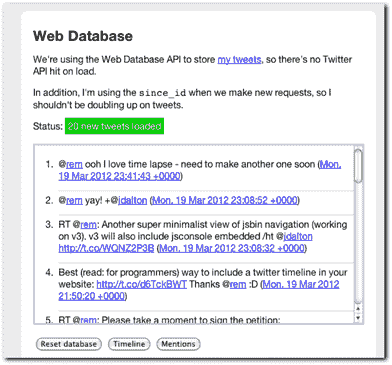 Web Database
We're using the Web Database API to store my tweets, so there's no Twitter
API hit on load.
In addition, I'm using the since_id when we make new requests, so I
shouldn't be doubling up on tweets.
Status: 20 new tweets loaded
1. @rem ooh I love time lapse - need to make another one soon (Mon,
19 Mar 2012 23:41:43 +0000)
2. @rem yay! +@jdalton (Mon, 19 Mar 2012 23:08:52 +0000)
3. RT @rem: Another super minimalist view of jsbin navigation (working
on v3). v3 will also include jsconsole embedded /ht @jdalton
http://t.co/WQNZ2P3B (Mon, 19 Mar 2012 23:08:32 +0000)
4. Best (read: for programmers) way to include a twitter timeline in your
website: http://t.co/d6TckBWT Thanks @rem :D (Mon, 19 Mar 2012
21:50:20 +0000)
5. RT @rem: Please take a moment to sign the petition:
Reset database Timeline Mentions